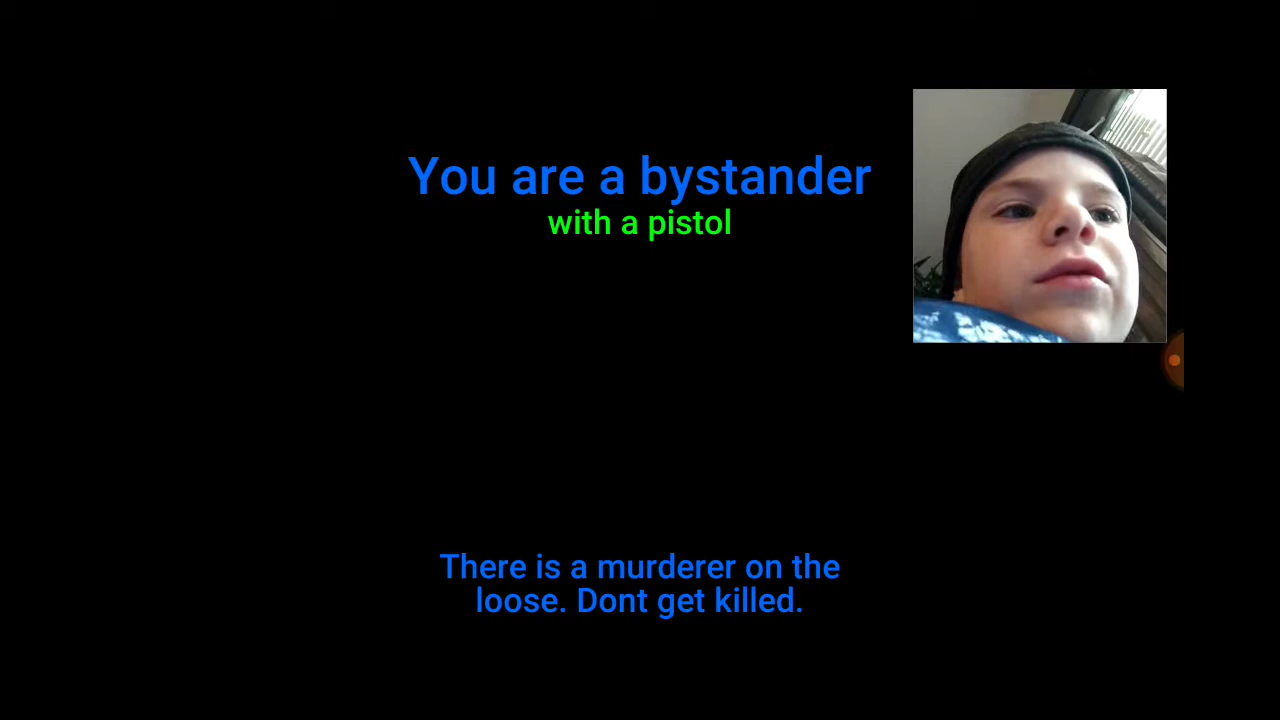 You are a bystander
with a pistol
There is a murderer on the
loose. Dont get killed.